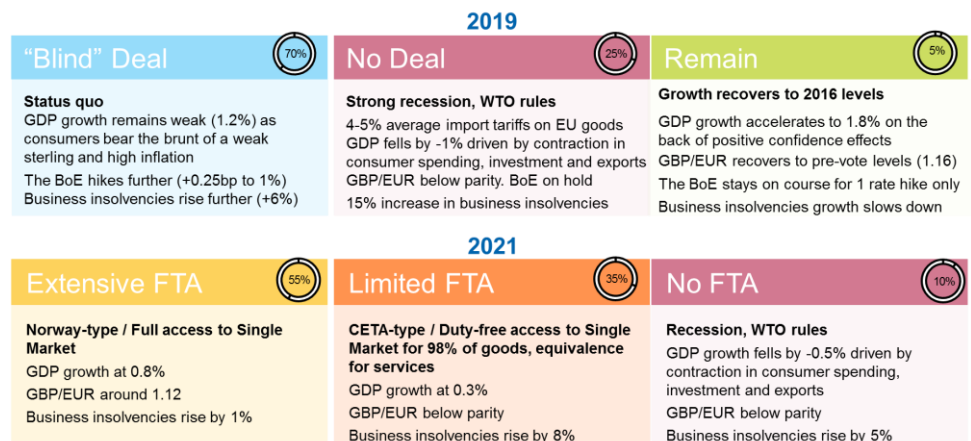 2019
“Blind” Deal
70%
Status quo
GDP growth remains weak (1.2%) as
consumers bear the brunt of a weak
sterling and high inflation
The BoE hikes further (+0.25bp to 1%)
Business insolvencies rise further (+6%)
No Deal
25%
Strong recession, WTO rules
4-5% average import tariffs on EU goods
GDP fells by -1% driven by contraction in
consumer spending, investment and exports
GBP/EUR below parity. BoE on hold
15% increase in business insolvencies
Remain
5%
Growth recovers to 2016 levels
GDP growth accelerates to 1.8% on the
back of positive confidence effects
GBP/EUR recovers to pre-vote levels (1.16)
The BoE stays on course for 1 rate hike only
Business insolvencies growth slows down
2021
Extensive FTA
55%
Norway-type / Full access to Single
Market
GDP growth at 0.8%
GBP/EUR around 1.12
Business insolvencies rise by 1%
Limited FTA
35%
CETA-type / Duty-free access to Single
Market for 98% of goods, equivalence
for services
GDP growth at 0.3%
GBP/EUR below parity
Business insolvencies rise by 8%
No FTA
10%
Recession, WTO rules
GDP growth fells by -0.5% driven by
contraction in consumer spending,
investment and exports
GBP/EUR below parity
Business insolvencies rise by 5%